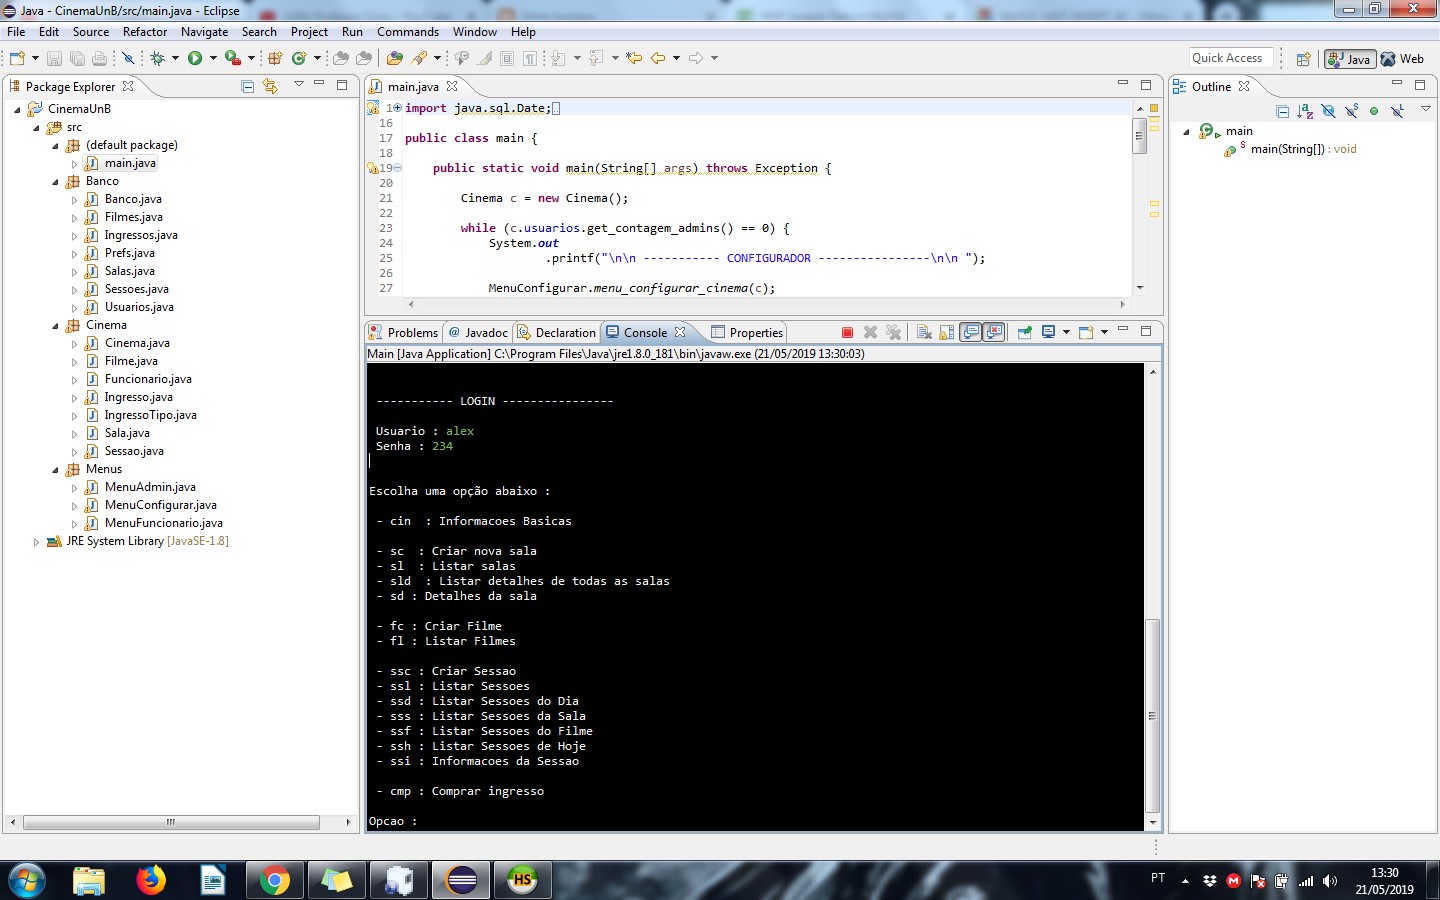 Java - CinemaUnB/src/main.java - Eclipse
File Edit Source Refactor Navigate Search Project Run Commands Window Help
Quick Access
Java
Web
Package Explorer
CinemaUnB
src
(default package)
main.java
Banco
Banco.java
Filmes.java
Ingressos.java
Prefs.java
Salas.java
Sessoes.java
Usuarios.java
Cinema
Cinema.java
Filme.java
Funcionario.java
Ingresso.java
IngressoTipo.java
Sala.java
Sessao.java
Menus
MenuAdmin.java
MenuConfigurar.java
MenuFuncionario.java
JRE System Library [JavaSE-1.8]
main.java
1 import java.sql.Date;
16
17 public class main {
18
19 public static void main(String[] args) throws Exception {
20
21 Cinema c = new Cinema();
22
23 while (c.usuarios.get_contagem_admins() == 0) {
24 System.out
25 .printf("\n\n ----------- CONFIGURADOR ----------------\n\n ");
26
27 MenuConfigurar.menu_configurar_cinema(c);
Outline
main
main(String[]) : void
Problems @ Javadoc Declaration Console Properties
Main [Java Application] C:\Program Files\Java\jre1.8.0_181\bin\javaw.exe (21/05/2019 13:30:03)
----------- LOGIN ----------------
Usuario : alex
Senha : 234
Escolha uma opção abaixo :
- cin  : Informacoes Basicas
- sc  : Criar nova sala
- sl  : Listar salas
- sld  : Listar detalhes de todas as salas
- sd : Detalhes da sala
- fc : Criar Filme
- fl : Listar Filmes
- ssc : Criar Sessao
- ssl : Listar Sessoes
- ssd : Listar Sessoes do Dia
- sss : Listar Sessoes da Sala
- ssf : Listar Sessoes do Filme
- ssh : Listar Sessoes de Hoje
- ssi : Informacoes da Sessao
- cmp : Comprar ingresso
Opcao :
HS
PT
13:30
21/05/2019